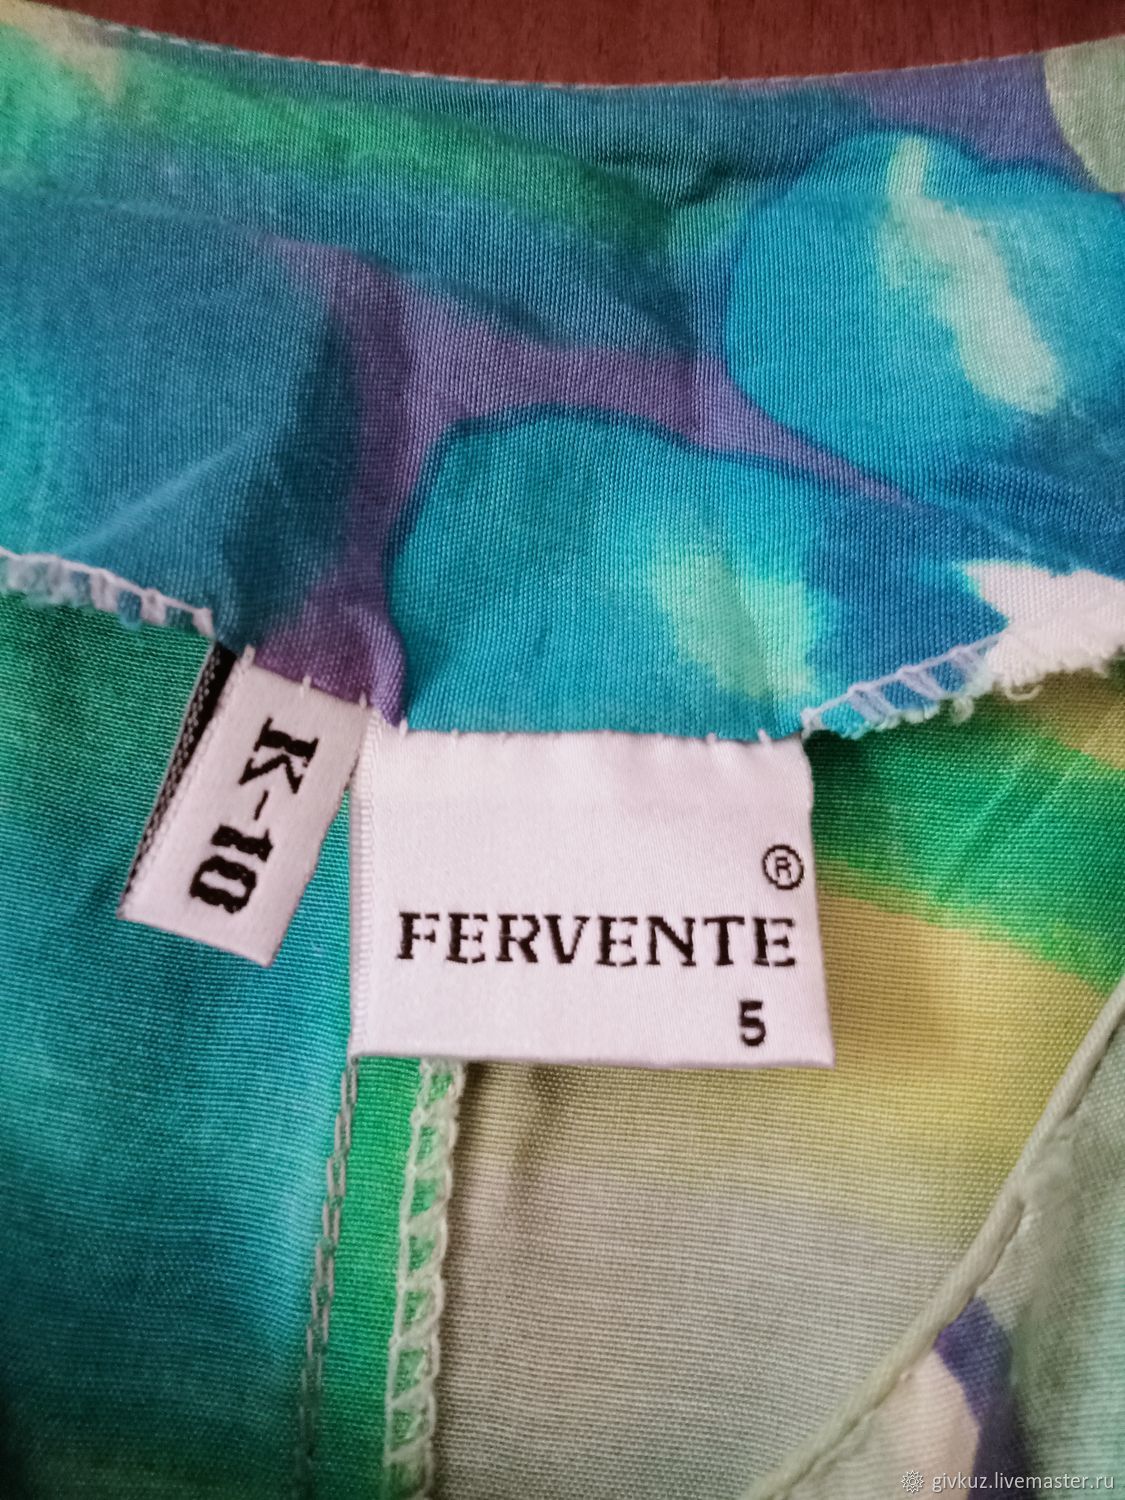 K-10
®
FERVENTE
5
givkuz.livemaster.ru